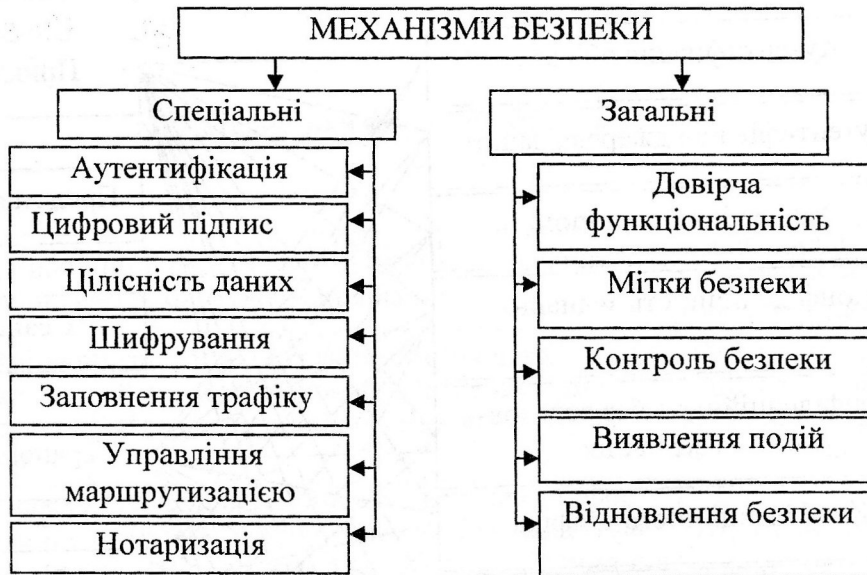 МЕХАНІЗМИ БЕЗПЕКИ
Спеціальні
Аутентифікація
Цифровий підпис
Цілісність даних
Шифрування
Заповнення трафіку
Управління
маршрутизацією
Нотаризація
Загальні
Довірча
функціональність
Мітки безпеки
Контроль безпеки
Виявлення подій
Відновлення безпеки